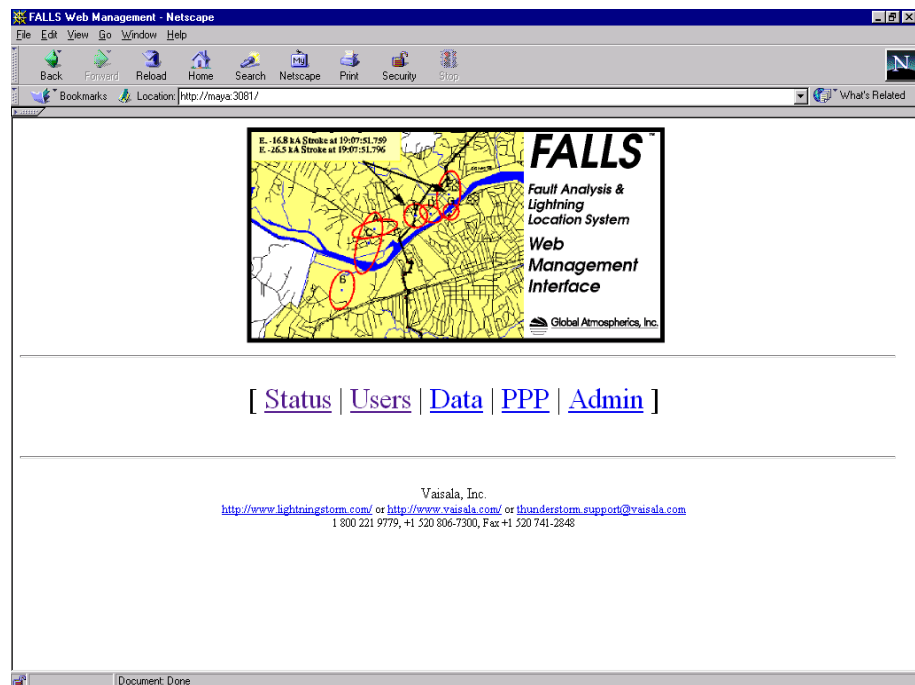 FALLS Web Management - Netscape
File Edit View Go Window Help
Back Forward Reload Home Search Netscape Print Security Stop
My
N
Bookmarks Location: http://maya:3081/ What's Related
E. -16.8 kA Stroke at 19:07:51.759
F. -26.5 kA Stroke at 19:07:51.796
A
C
B
D
FALLS™
Fault Analysis &
Lightning
Location System
Web
Management
Interface
Global Atmospherics, Inc.
[ Status | Users | Data | PPP | Admin ]
Vaisala, Inc.
http://www.lightningstorm.com/ or http://www.vaisala.com/ or thunderstorm.support@vaisala.com
1 800 221 9779, +1 520 806-7300, Fax +1 520 741-2848
Document: Done